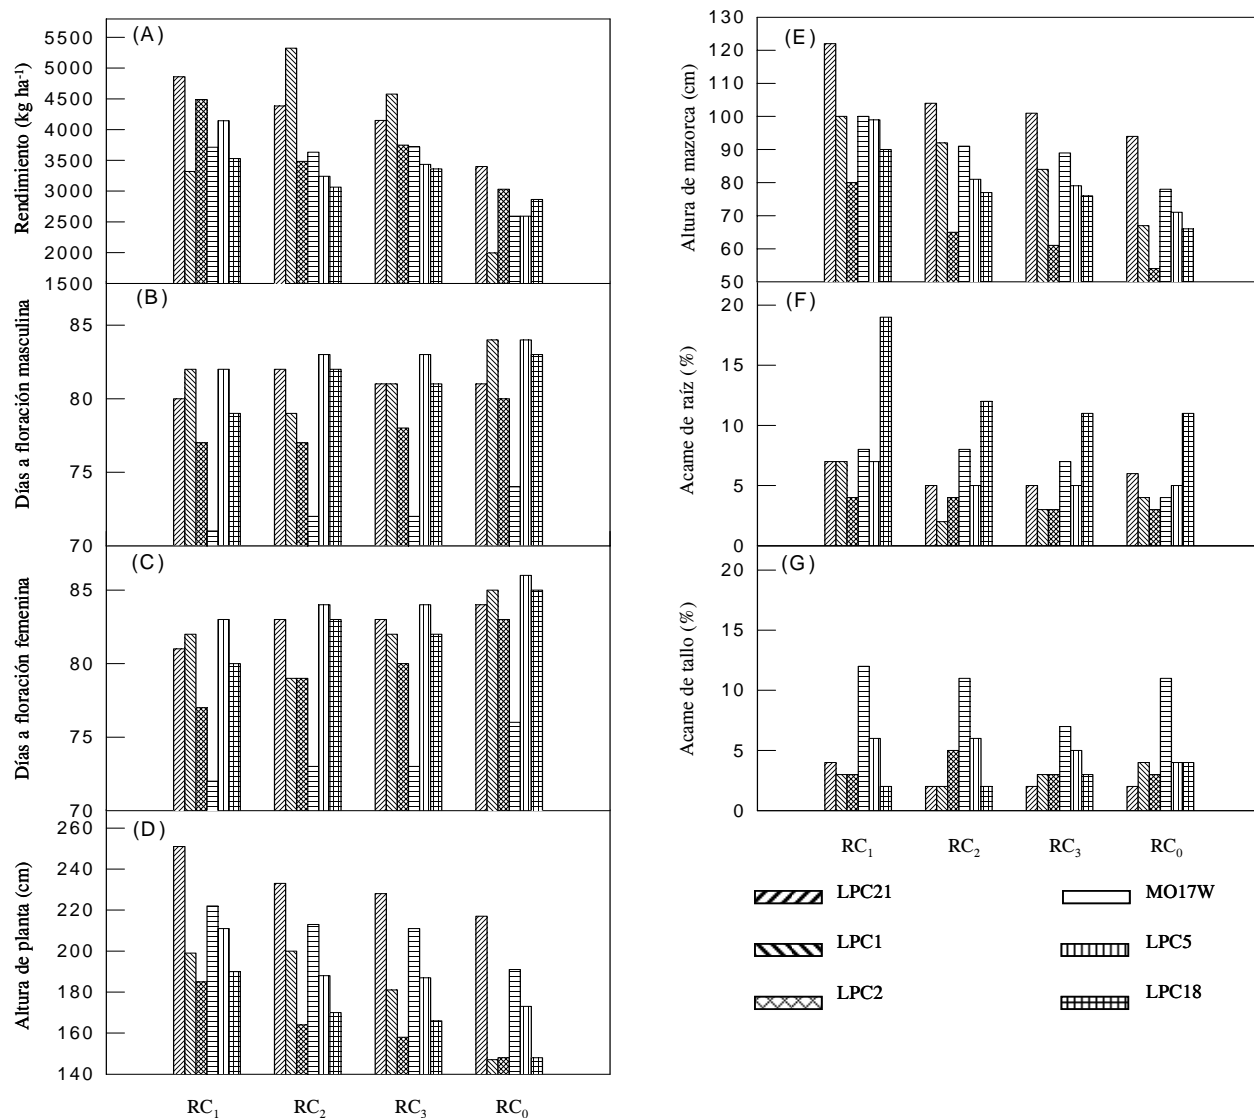 (A)
Rendimiento (kg ha⁻¹)
5500
5000
4500
4000
3500
3000
2500
2000
1500
(B)
Días a floración masculina
85
80
75
70
(C)
Días a floración femenina
85
80
75
70
(D)
Altura de planta (cm)
260
240
220
200
180
160
140
RC₁ RC₂ RC₃ RC₀
(E)
Altura de mazorca (cm)
130
120
110
100
90
80
70
60
50
(F)
Acame de raíz (%)
20
15
10
5
0
(G)
Acame de tallo (%)
20
15
10
5
0
RC₁ RC₂ RC₃ RC₀
LPC21 MO17W
LPC1 LPC5
LPC2 LPC18